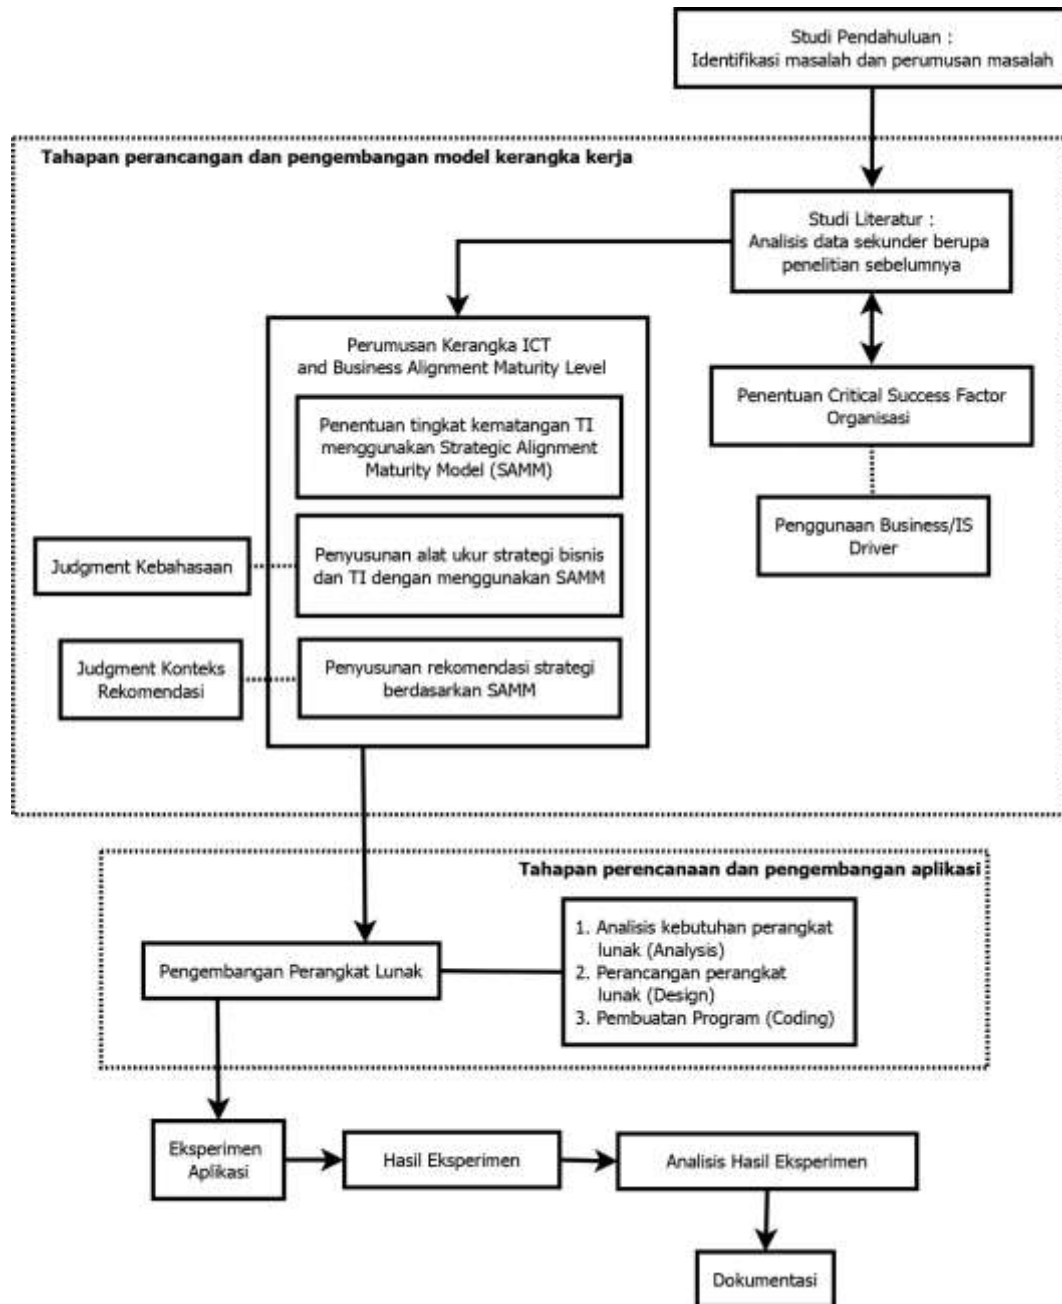 Studi Pendahuluan :
Identifikasi masalah dan perumusan masalah
Tahapan perancangan dan pengembangan model kerangka kerja
Studi Literatur :
Analisis data sekunder berupa
penelitian sebelumnya
Perumusan Kerangka ICT
and Business Alignment Maturity Level
Penentuan Critical Success Factor
Organisasi
Penentuan tingkat kematangan TI
menggunakan Strategic Alignment
Maturity Model (SAMM)
Penggunaan Business/IS
Driver
Judgment Kebahasaan
Penyusunan alat ukur strategi bisnis
dan TI dengan menggunakan SAMM
Judgment Konteks
Rekomendasi
Penyusunan rekomendasi strategi
berdasarkan SAMM
Tahapan perencanaan dan pengembangan aplikasi
Pengembangan Perangkat Lunak
1. Analisis kebutuhan perangkat
lunak (Analysis)
2. Perancangan perangkat
lunak (Design)
3. Pembuatan Program (Coding)
Eksperimen
Aplikasi
Hasil Eksperimen
Analisis Hasil Eksperimen
Dokumentasi